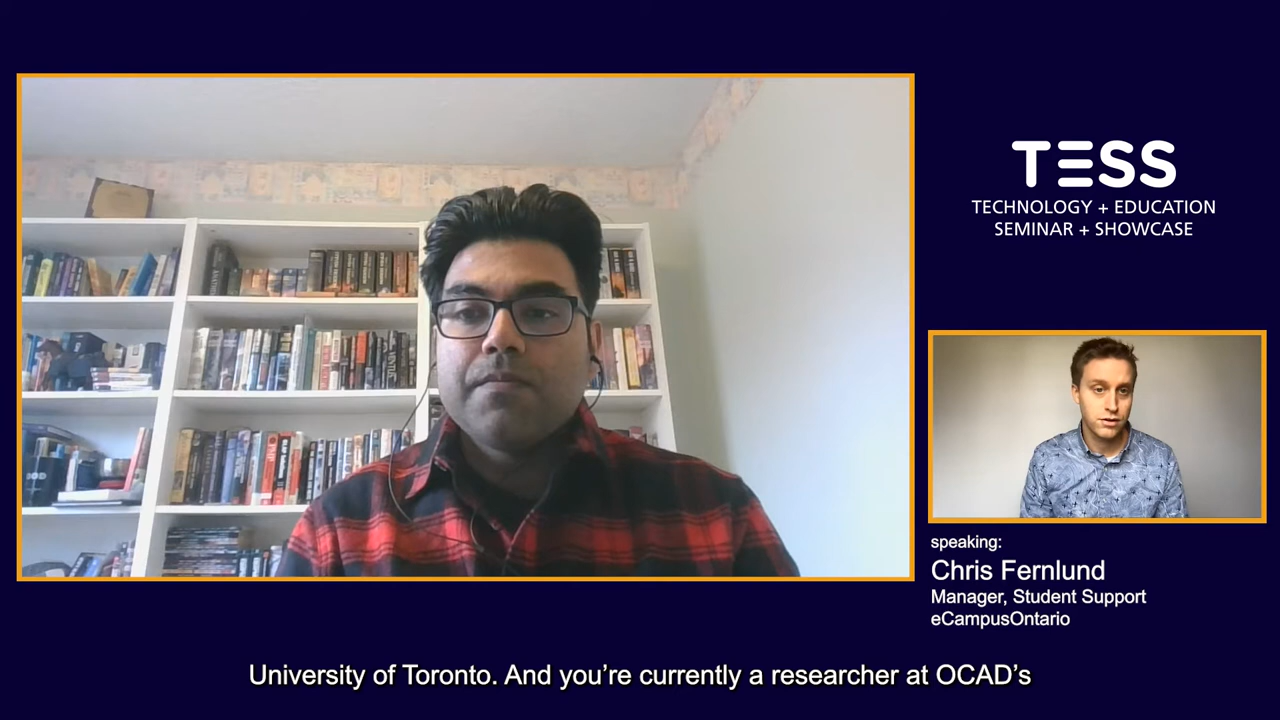 TESS
TECHNOLOGY + EDUCATION
SEMINAR + SHOWCASE
speaking:
Chris Fernlund
Manager, Student Support
eCampusOntario
University of Toronto. And you’re currently a researcher at OCAD’s